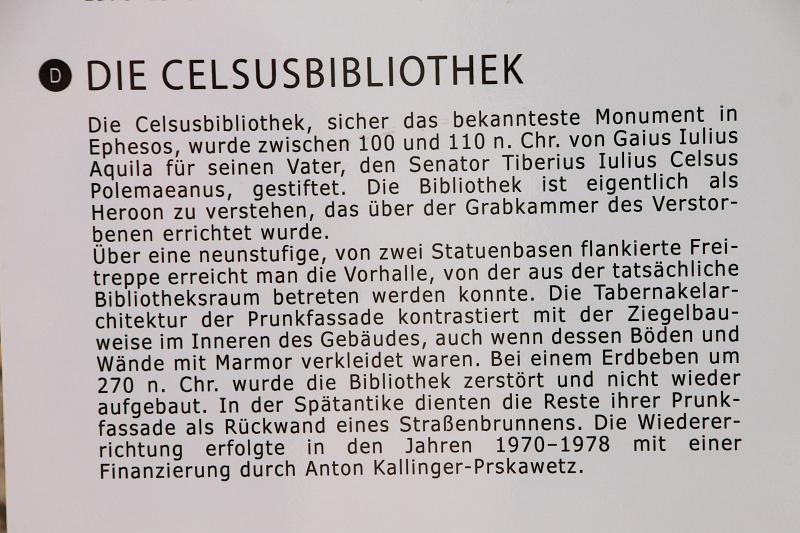 D DIE CELSUSBIBLIOTHEK
Die Celsusbibliothek, sicher das bekannteste Monument in
Ephesos, wurde zwischen 100 und 110 n. Chr. von Gaius Iulius
Aquila für seinen Vater, den Senator Tiberius Iulius Celsus
Polemaeanus, gestiftet. Die Bibliothek ist eigentlich als
Heroon zu verstehen, das über der Grabkammer des Verstor-
benen errichtet wurde.
Über eine neunstufige, von zwei Statuenbasen flankierte Frei-
treppe erreicht man die Vorhalle, von der aus der tatsächliche
Bibliotheksraum betreten werden konnte. Die Tabernakelar-
chitektur der Prunkfassade kontrastiert mit der Ziegelbau-
weise im Inneren des Gebäudes, auch wenn dessen Böden und
Wände mit Marmor verkleidet waren. Bei einem Erdbeben um
270 n. Chr. wurde die Bibliothek zerstört und nicht wieder
aufgebaut. In der Spätantike dienten die Reste ihrer Prunk-
fassade als Rückwand eines Straßenbrunnens. Die Wiederer-
richtung erfolgte in den Jahren 1970–1978 mit einer
Finanzierung durch Anton Kallinger-Prskawetz.